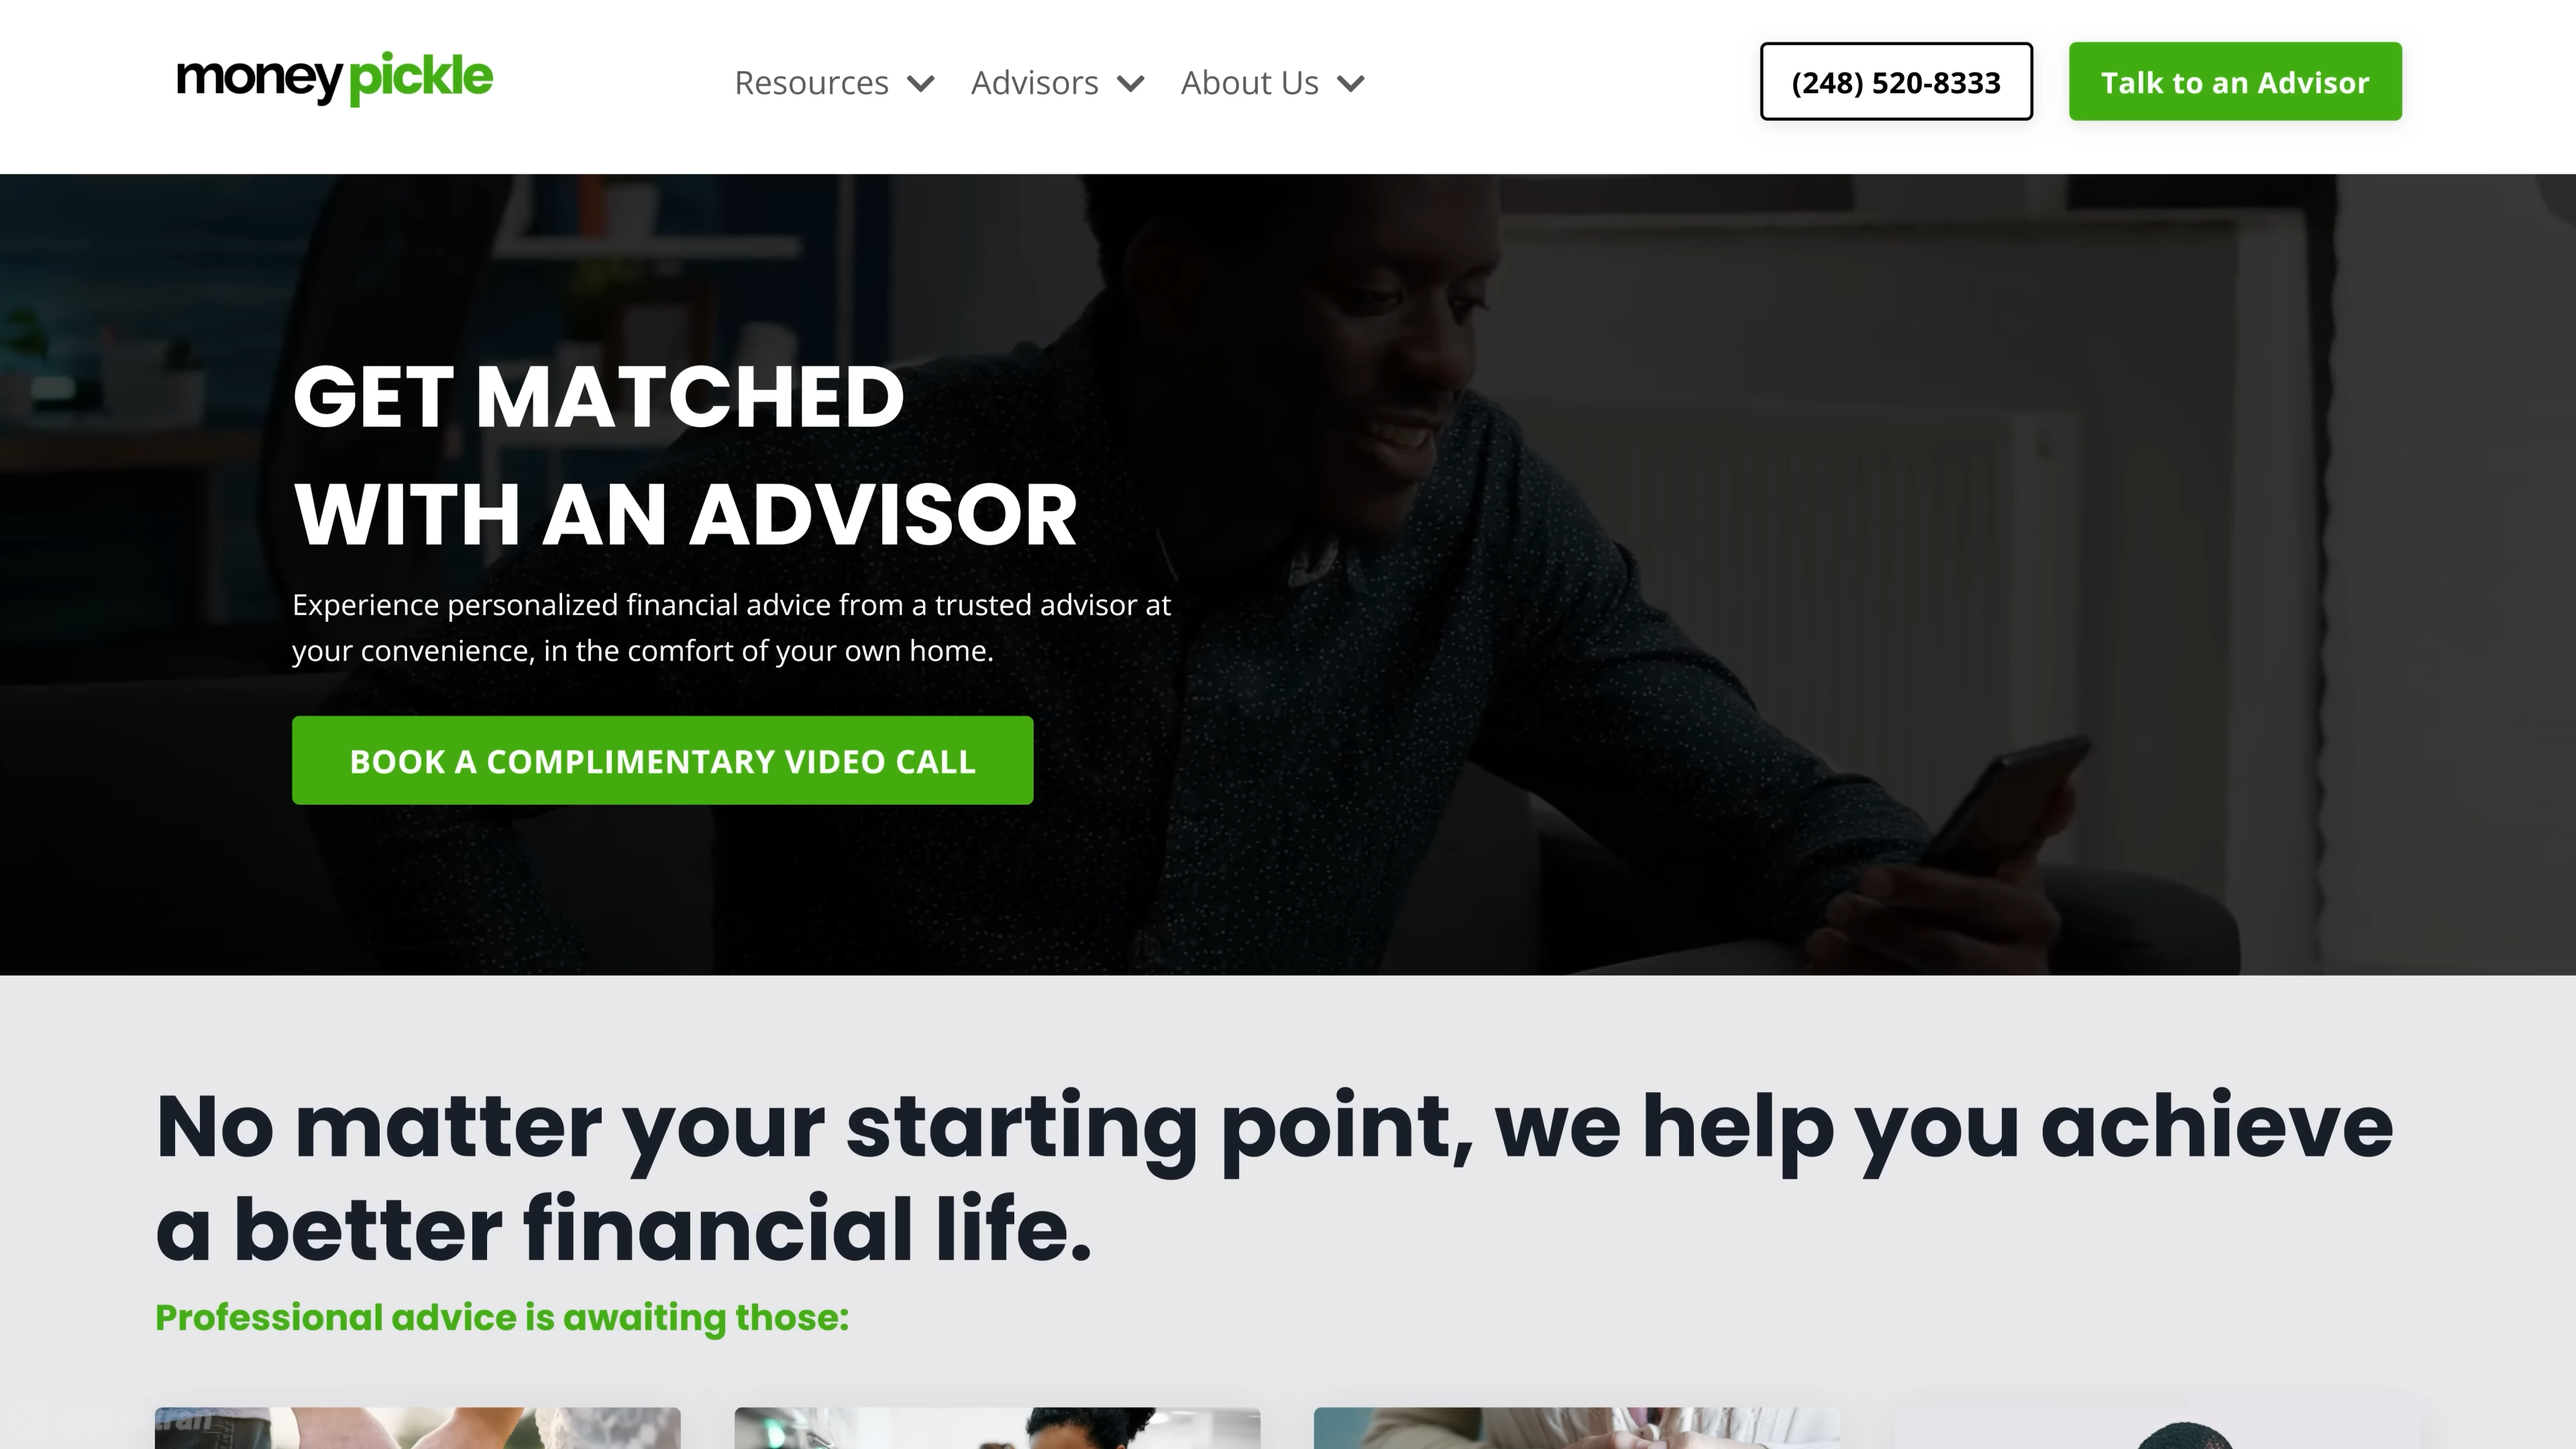 moneypickle
Resources
Advisors
About Us
(248) 520-8333
Talk to an Advisor
GET MATCHED
WITH AN ADVISOR
Experience personalized financial advice from a trusted advisor at
your convenience, in the comfort of your own home.
BOOK A COMPLIMENTARY VIDEO CALL
No matter your starting point, we help you achieve
a better financial life.
Professional advice is awaiting those: